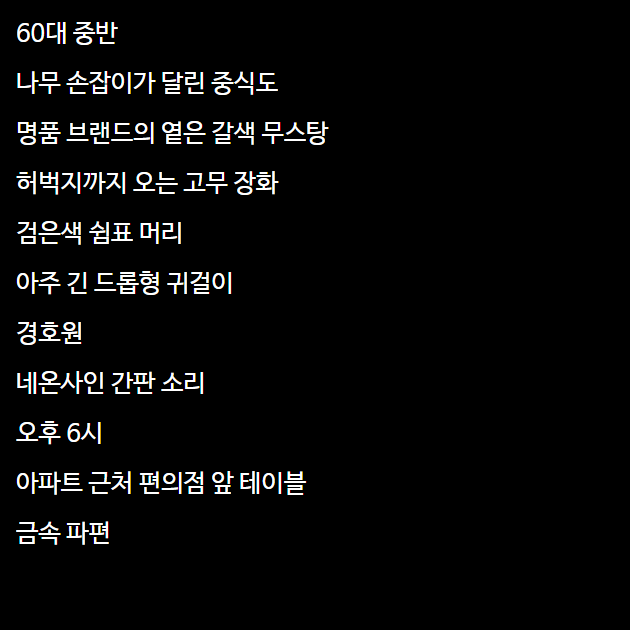 60대 중반
나무 손잡이가 달린 중식도
명품 브랜드의 옅은 갈색 무스탕
허벅지까지 오는 고무 장화
검은색 쉼표 머리
아주 긴 드롭형 귀걸이
경호원
네온사인 간판 소리
오후 6시
아파트 근처 편의점 앞 테이블
금속 파편